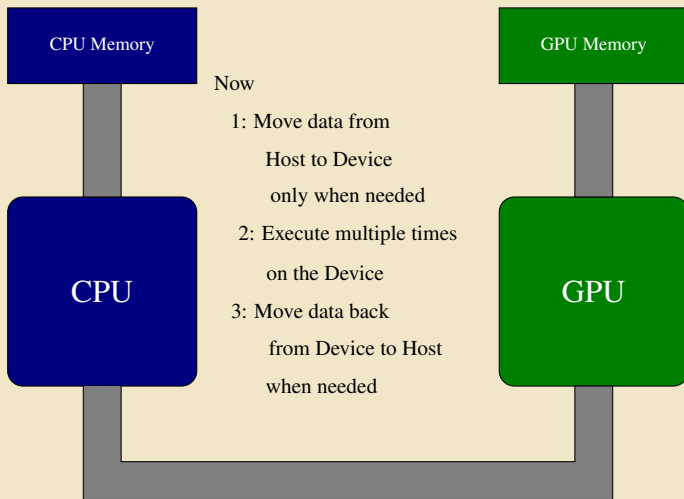 CPU Memory
GPU Memory
Now
1: Move data from
Host to Device
only when needed
2: Execute multiple times
on the Device
3: Move data back
from Device to Host
when needed
CPU
GPU